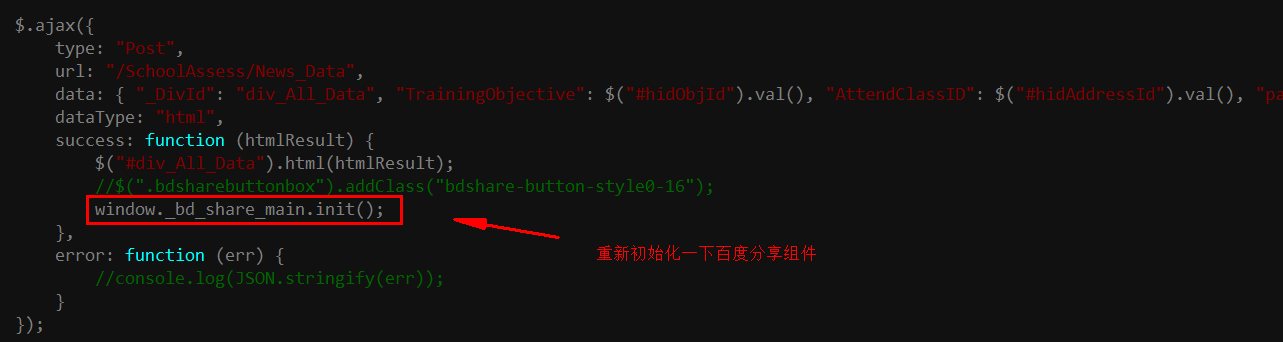 $.ajax({
type: "Post",
url: "/SchoolAssess/News_Data",
data: { "_DivId": "div_All_Data", "TrainingObjective": $("#hidObjId").val(), "AttendClassID": $("#hidAddressId").val(), "pa
dataType: "html",
success: function (htmlResult) {
$("#div_All_Data").html(htmlResult);
//$(".bdsharebuttonbox").addClass("bdshare-button-style0-16");
window._bd_share_main.init();
},
重新初始化一下百度分享组件
error: function (err) {
//console.log(JSON.stringify(err));
}
});